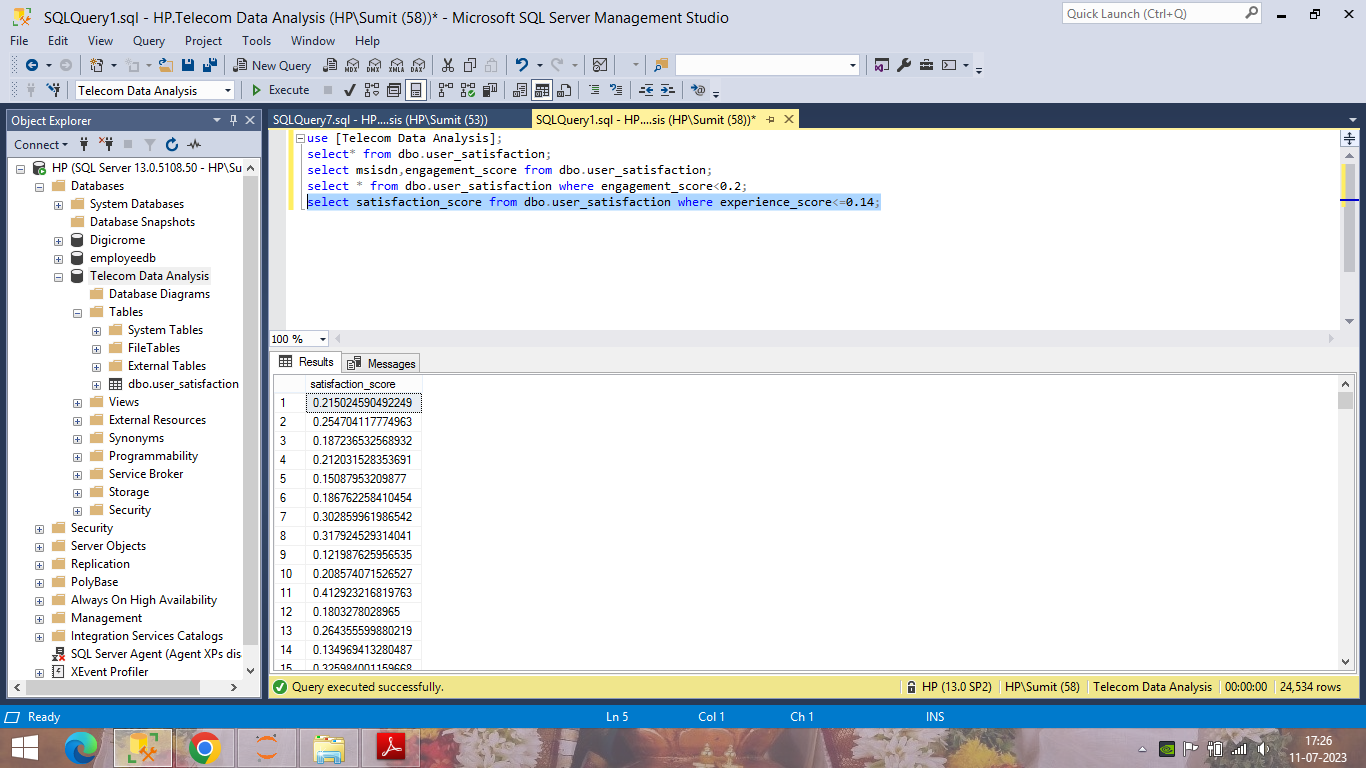 SQLQuery1.sql - HP.Telecom Data Analysis (HP\Sumit (58))* - Microsoft SQL Server Management Studio
Quick Launch (Ctrl+Q)
File Edit View Query Project Tools Window Help
New Query MDX DMX XMLA DAX
Telecom Data Analysis Execute
Object Explorer
Connect
HP (SQL Server 13.0.5108.50 - HP\Su
Databases
System Databases
Database Snapshots
Digicrome
employeedb
Telecom Data Analysis
Database Diagrams
Tables
System Tables
FileTables
External Tables
dbo.user_satisfaction
Views
External Resources
Synonyms
Programmability
Service Broker
Storage
Security
Security
Server Objects
Replication
PolyBase
Always On High Availability
Management
Integration Services Catalogs
SQL Server Agent (Agent XPs dis
XEvent Profiler
SQLQuery7.sql - HP....sis (HP\Sumit (53))
SQLQuery1.sql - HP....sis (HP\Sumit (58))*
use [Telecom Data Analysis];
select* from dbo.user_satisfaction;
select msisdn,engagement_score from dbo.user_satisfaction;
select * from dbo.user_satisfaction where engagement_score<0.2;
select satisfaction_score from dbo.user_satisfaction where experience_score<=0.14;
100 %
Results Messages
satisfaction_score
1 0.215024590492249
2 0.254704117774963
3 0.187236532568932
4 0.212031528353691
5 0.15087953209877
6 0.186762258410454
7 0.302859961986542
8 0.317924529314041
9 0.121987625956535
10 0.208574071526527
11 0.412923216819763
12 0.1803278028965
13 0.264355599880219
14 0.134969413280487
15 0.325984001159668
Query executed successfully.
HP (13.0 SP2) HP\Sumit (58) Telecom Data Analysis 00:00:00 24,534 rows
Ready Ln 5 Col 1 Ch 1 INS
17:26
11-07-2023